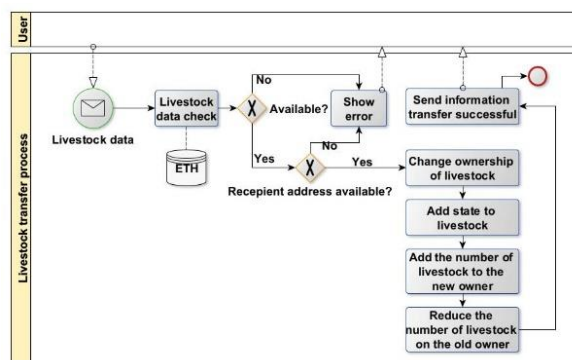 User
Livestock transfer process
Livestock data
Livestock
data check
ETH
No
Available?
Yes
Show
error
No
Recepient address available?
Yes
Send information
transfer successful
Change ownership
of livestock
Add state to
livestock
Add the number of
livestock to the
new owner
Reduce the
number of livestock
on the old owner